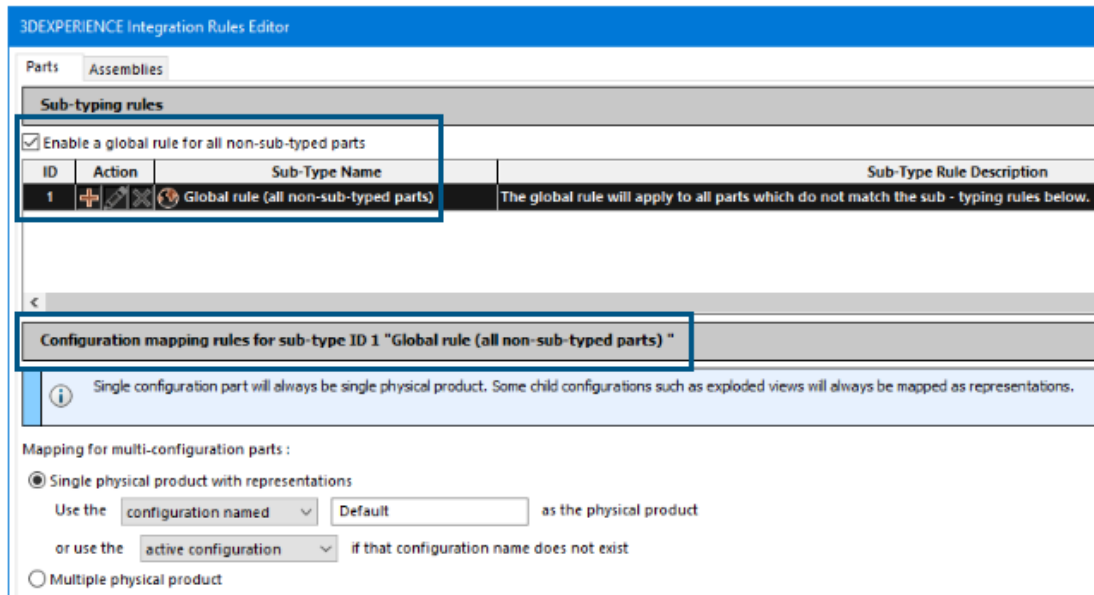 3DEXPERIENCE Integration Rules Editor
Parts Assemblies
Sub-typing rules
Enable a global rule for all non-sub-typed parts
ID Action Sub-Type Name Sub-Type Rule Description
1 Global rule (all non-sub-typed parts) The global rule will apply to all parts which do not match the sub - typing rules below.
Configuration mapping rules for sub-type ID 1 "Global rule (all non-sub-typed parts) "
Single configuration part will always be single physical product. Some child configurations such as exploded views will always be mapped as representations.
Mapping for multi-configuration parts :
Single physical product with representations
Use the configuration named Default as the physical product
or use the active configuration if that configuration name does not exist
Multiple physical product